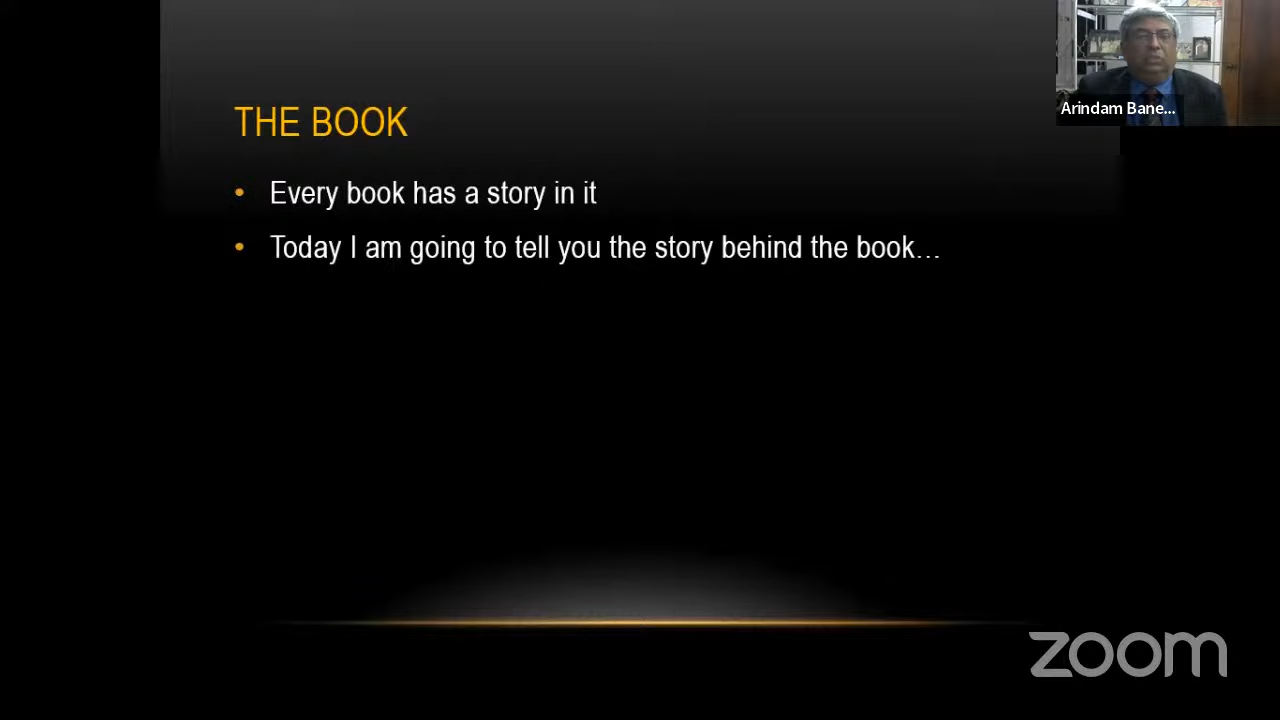 THE BOOK
• Every book has a story in it
• Today I am going to tell you the story behind the book…
Arindam Bane...
zoom